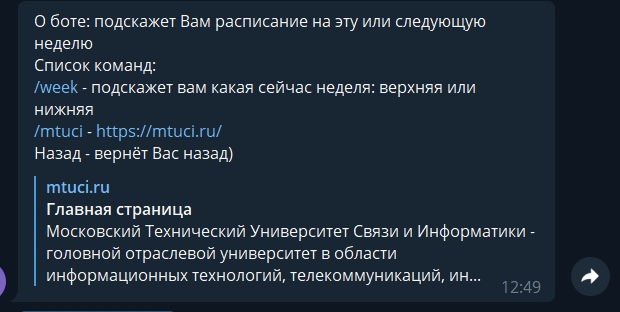 О боте: подскажет Вам расписание на эту или следующую
неделю
Список команд:
/week - подскажет вам какая сейчас неделя: верхняя или
нижняя
/mtuci - https://mtuci.ru/
Назад - вернёт Вас назад)
mtuci.ru
Главная страница
Московский Технический Университет Связи и Информатики -
головной отраслевой университет в области
информационных технологий, телекоммуникаций, ин...
12:49